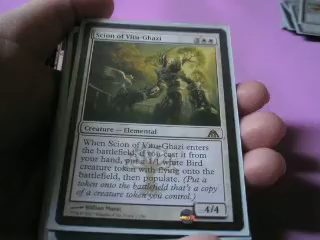 Scion of Vitu-Ghazi
Creature — Elemental
When Scion of Vitu-Ghazi enters
the battlefield, if you cast it from
your hand, put a 1/1 white Bird
creature token with flying onto the
battlefield, then populate. (Put a
token onto the battlefield that's a copy
of a creature token you control.)
4/4